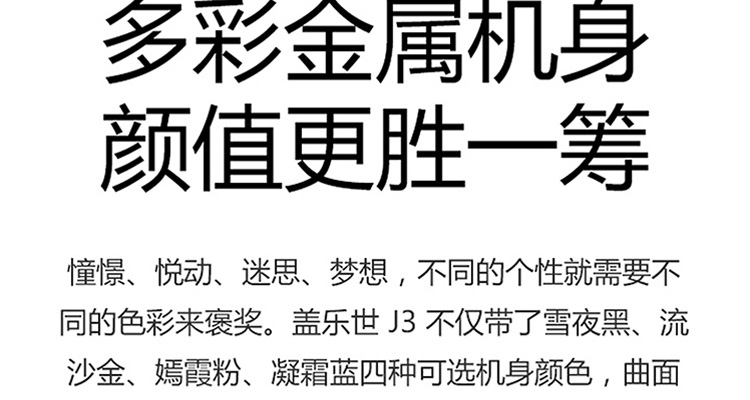 多彩金属机身
颜值更胜一筹
憧憬、悦动、迷思、梦想，不同的个性就需要不
同的色彩来褒奖。盖乐世 J3 不仅带了雪夜黑、流
沙金、嫣霞粉、凝霜蓝四种可选机身颜色，曲面